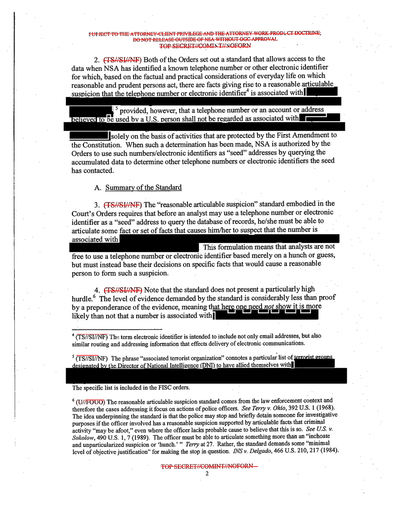 SUBJECT TO THE ATTORNEY-CLIENT PRIVILEGE AND THE ATTORNEY WORK PRODUCT DOCTRINE;
DO NOT RELEASE OUTSIDE OF NSA WITHOUT OGC APPROVAL
TOP SECRET//COMINT//NOFORN
2. (TS//SI//NF) Both of the Orders set out a standard that allows access to the
data when NSA has identified a known telephone number or other electronic identifier
for which, based on the factual and practical considerations of everyday life on which
reasonable and prudent persons act, there are facts giving rise to a reasonable articulable
suspicion that the telephone number or electronic identifier4 is associated with
5 provided, however, that a telephone number or an account or address
believed to be used by a U.S. person shall not be regarded as associated with
solely on the basis of activities that are protected by the First Amendment to
the Constitution. When such a determination has been made, NSA is authorized by the
Orders to use such numbers/electronic identifiers as "seed" addresses by querying the
accumulated data to determine other telephone numbers or electronic identifiers the seed
has contacted.
A. Summary of the Standard
3. (TS//SI//NF) The "reasonable articulable suspicion" standard embodied in the
Court's Orders requires that before an analyst may use a telephone number or electronic
identifier as a "seed" address to query the database of records, he/she must be able to
articulate some fact or set of facts that causes him/her to suspect that the number is
associated with
This formulation means that analysts are not
free to use a telephone number or electronic identifier based merely on a hunch or guess,
but must instead base their decisions on specific facts that would cause a reasonable
person to form such a suspicion.
4. (TS//SI//NF) Note that the standard does not present a particularly high
hurdle.6 The level of evidence demanded by the standard is considerably less than proof
by a preponderance of the evidence, meaning that here one need not show it is more
likely than not that a number is associated with
4 (TS//SI//NF) The term electronic identifier is intended to include not only email addresses, but also
similar routing and addressing information that effects delivery of electronic communications.
5 (TS//SI//NF) The phrase "associated terrorist organization" connotes a particular list of terrorist groups
designated by the Director of National Intelligence (DNI) to have allied themselves with
The specific list is included in the FISC orders.
6 (U//FOUO) The reasonable articulable suspicion standard comes from the law enforcement context and
therefore the cases addressing it focus on actions of police officers. See Terry v. Ohio, 392 U.S. 1 (1968).
The idea underpinning the standard is that the police may stop and briefly detain someone for investigative
purposes if the officer involved has a reasonable suspicion supported by articulable facts that criminal
activity "may be afoot," even where the officer lacks probable cause to believe that this is so. See U.S. v.
Sokolow, 490 U.S. 1, 7 (1989). The officer must be able to articulate something more than an "inchoate
and unparticularized suspicion or 'hunch.' " Terry at 27. Rather, the standard demands some "minimal
level of objective justification" for making the stop in question. INS v. Delgado, 466 U.S. 210, 217 (1984).
TOP SECRET//COMINT//NOFORN
2